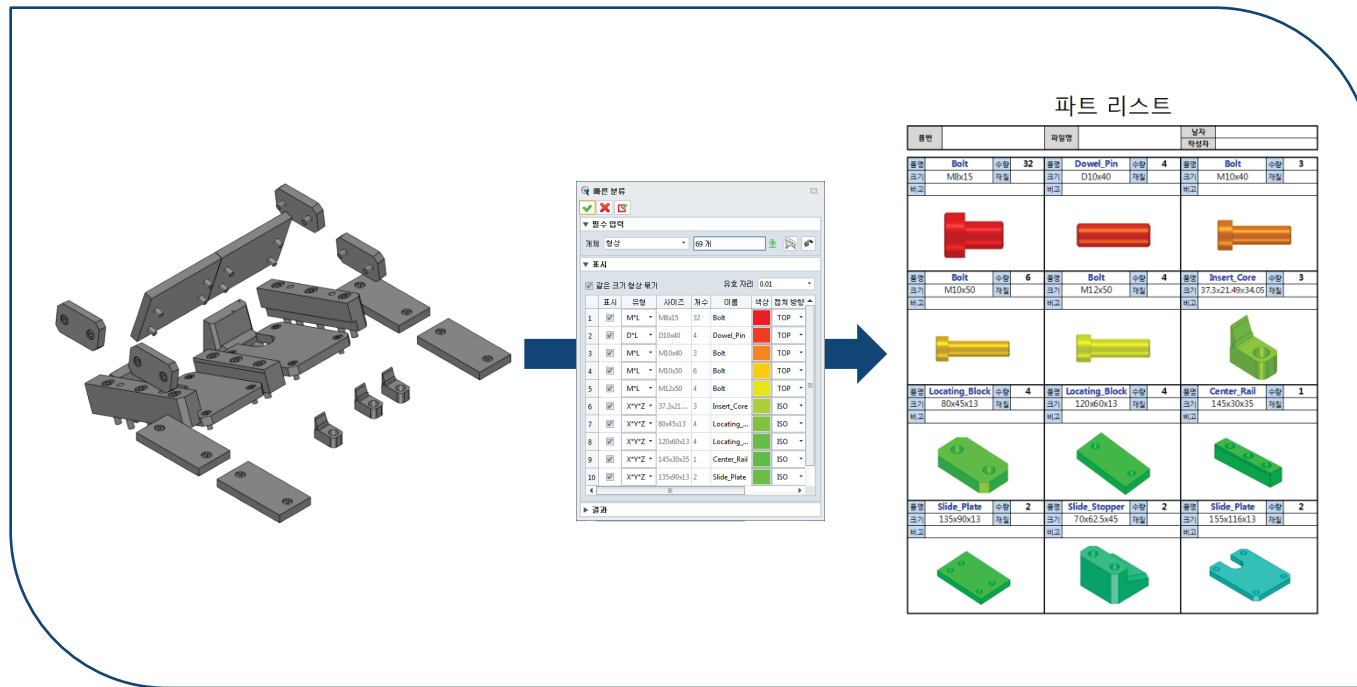 파트 리스트
품번 파일명 날자
작성자
품명 Bolt 수량 32 품명 Dowel_Pin 수량 4 품명 Bolt 수량 3
크기 M8x15 재질 크기 D10x40 재질 크기 M10x40 재질
비고 비고 비고
품명 Bolt 수량 6 품명 Bolt 수량 4 품명 Insert_Core 수량 3
크기 M10x50 재질 크기 M12x50 재질 크기 37.3x21.49x34.05 재질
비고 비고 비고
품명 Locating_Block 수량 4 품명 Locating_Block 수량 4 품명 Center_Rail 수량 1
크기 80x45x13 재질 크기 120x60x13 재질 크기 145x30x35 재질
비고 비고 비고
품명 Slide_Plate 수량 2 품명 Slide_Stopper 수량 2 품명 Slide_Plate 수량 2
크기 135x90x13 재질 크기 70x62.5x45 재질 크기 155x116x13 재질
비고 비고 비고
빠른 분류
필수 입력
개체 형상 69 개
표시
같은 크기 형상 묶기 유효 자리 0.01
표시 유형 사이즈 개수 이름 색상 캡쳐 방향
1 M*L M8x15 32 Bolt TOP
2 D*L D10x40 4 Dowel_Pin TOP
3 M*L M10x40 3 Bolt TOP
4 M*L M10x50 6 Bolt TOP
5 M*L M12x50 4 Bolt TOP
6 X*Y*Z 37.3x21.... 3 Insert_Core ISO
7 X*Y*Z 80x45x13 4 Locating_... ISO
8 X*Y*Z 120x60x13 4 Locating_... ISO
9 X*Y*Z 145x30x35 1 Center_Rail ISO
10 X*Y*Z 135x90x13 2 Slide_Plate ISO
결과